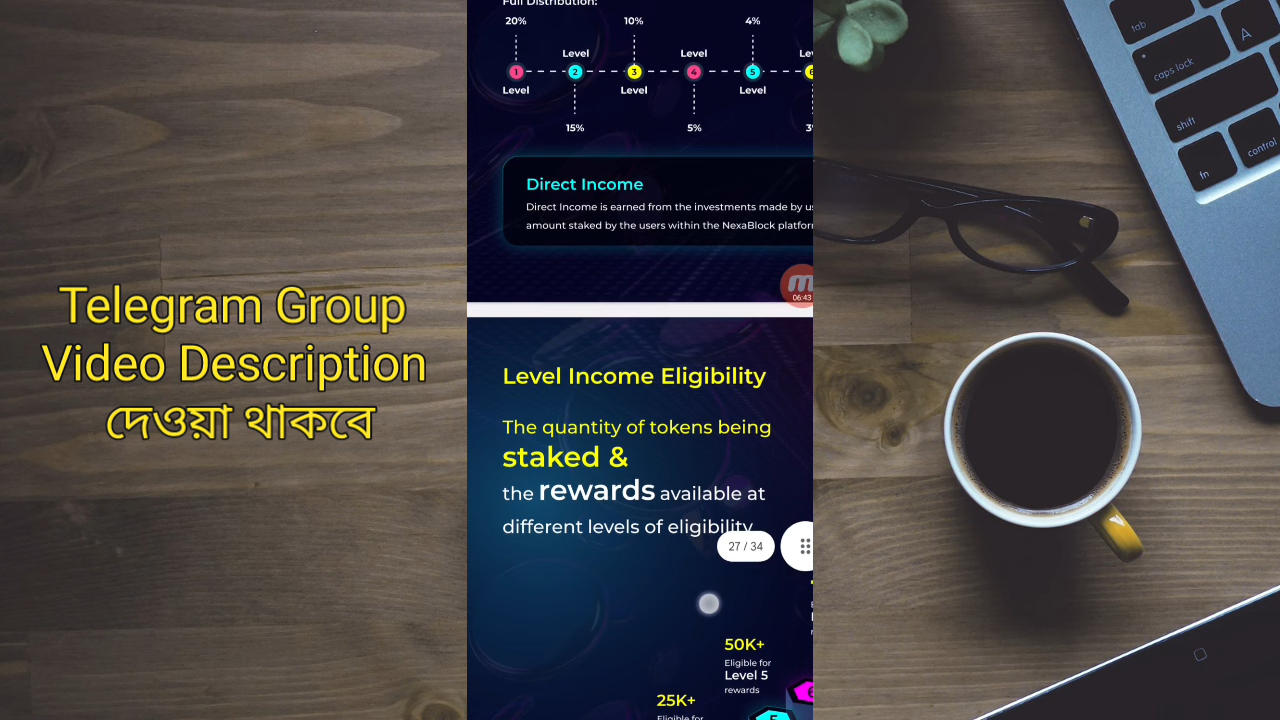 Telegram Group
Video Description
দেওয়া থাকবে
Full Distribution:
20%
10%
4%
Level
Level
1
2
3
4
5
Level
Level
Level
15%
5%
Direct Income
Direct Income is earned from the investments made by
amount staked by the users within the NexaBlock
06:43
Level Income Eligibility
The quantity of tokens being
staked &
the rewards available at
different levels of eligibility
27 / 34
50K+
Eligible for
Level 5
rewards
25K+
Eligible for
5
tab
A
caps lock
shift
fn
control